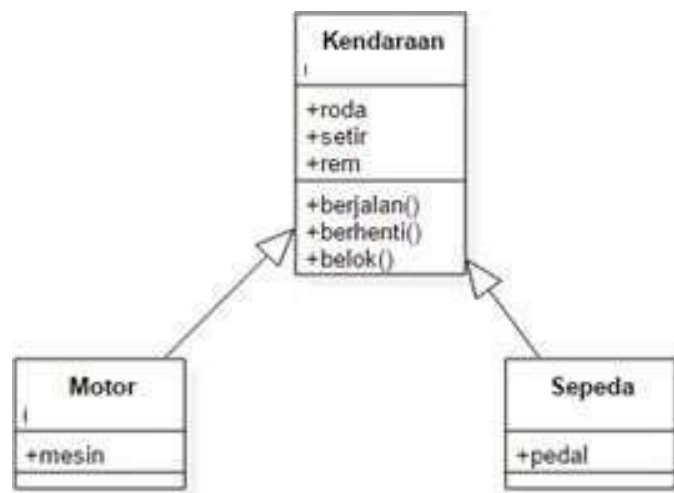 Kendaraan
+roda
+setir
+rem
+berjalan()
+berhenti()
+belok()
Motor
+mesin
Sepeda
+pedal